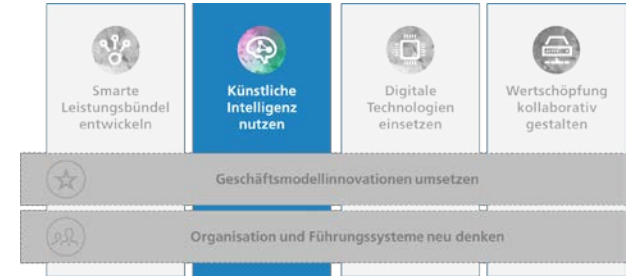 Smarte
Leistungsbündel
entwickeln
Künstliche
Intelligenz
nutzen
Digitale
Technologien
einsetzen
Wertschöpfung
kollaborativ
gestalten
Geschäftsmodellinnovationen umsetzen
Organisation und Führungssysteme neu denken